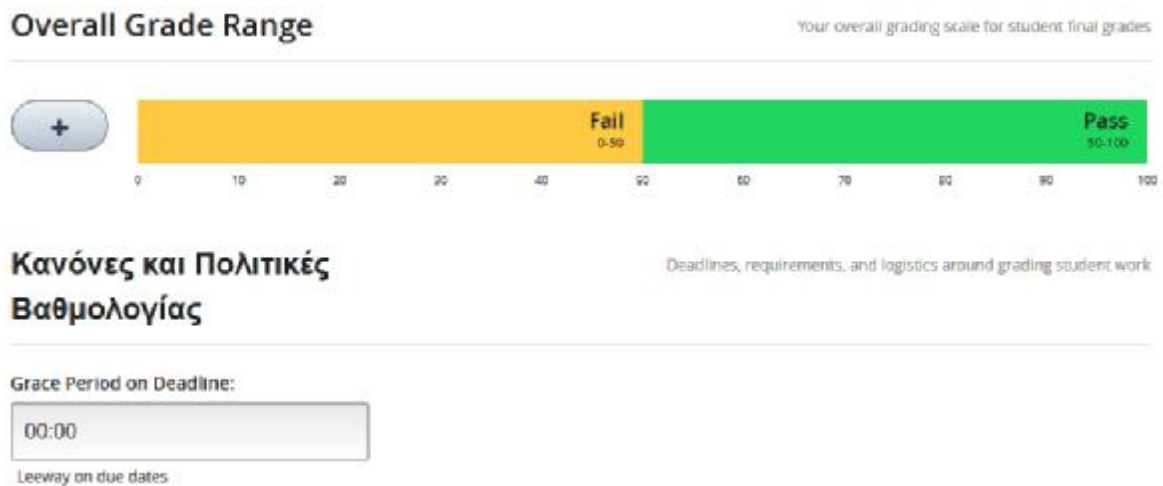 Overall Grade Range
Your overall grading scale for student final grades
+
Fail
0-50
Pass
50-100
0 10 20 30 40 50 60 70 80 90 100
Κανόνες και Πολιτικές
Βαθμολογίας
Deadlines, requirements, and logistics around grading student work
Grace Period on Deadline:
00:00
Leeway on due dates